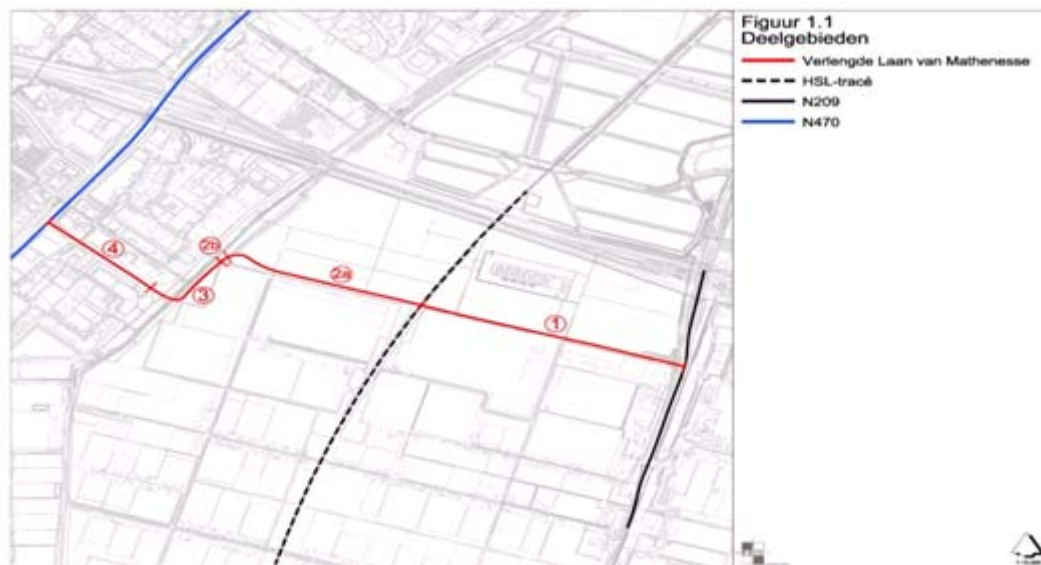 Figuur 1.1
Deelgebieden
Verlengde Laan van Mathenesse
HSL-tracé
N209
N470
4
2B
3
2A
1